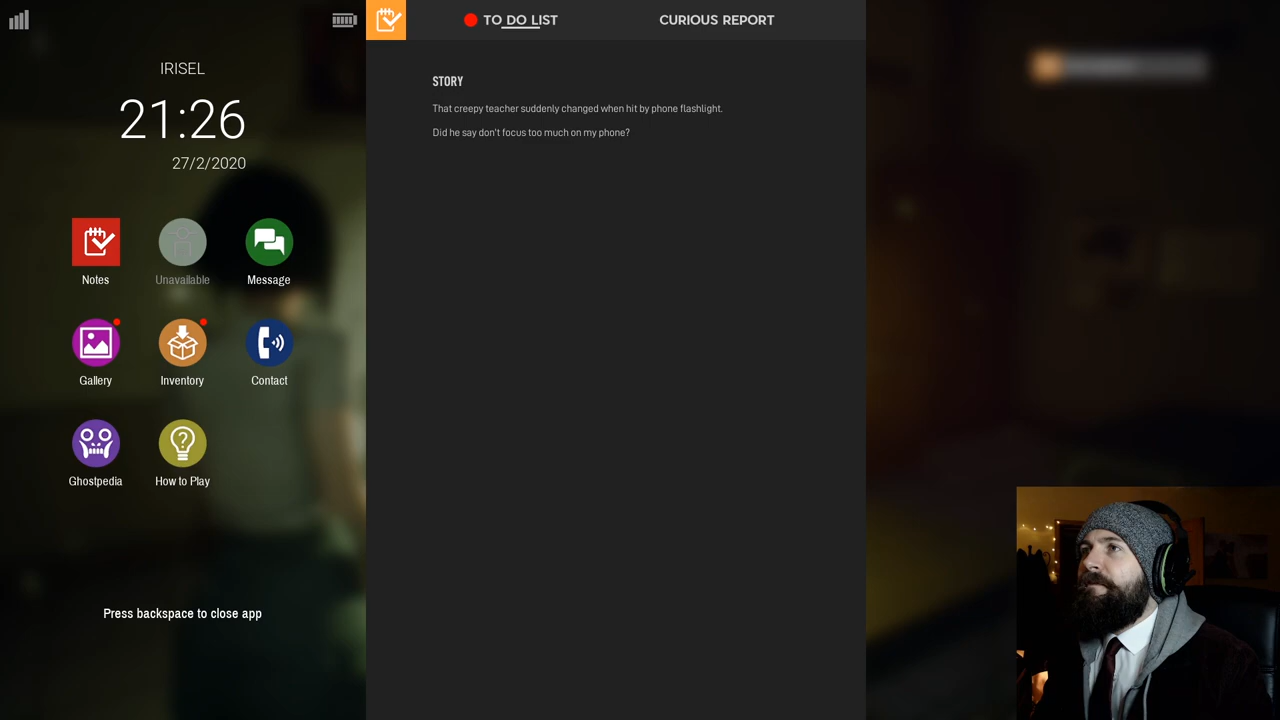 IRISEL
21:26
27/2/2020
Notes
Unavailable
Message
Gallery
Inventory
Contact
Ghostpedia
How to Play
Press backspace to close app
TO DO LIST
CURIOUS REPORT
STORY
That creepy teacher suddenly changed when hit by phone flashlight.
Did he say don't focus too much on my phone?